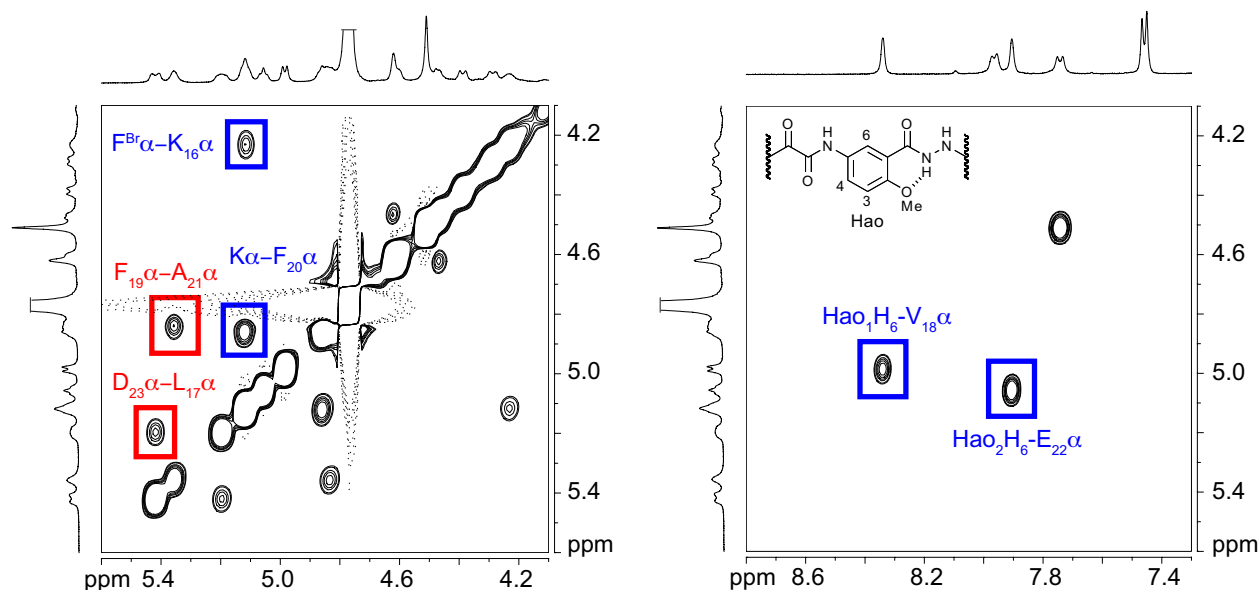 FBrα–K16α
Kα–F20α
F19α–A21α
D23α–L17α
4.2
4.6
5.0
5.4
ppm
ppm 5.4 5.0 4.6 4.2
O
H
N
O
6
4
3
O
N
H
H
N
O
Me
Hao
Hao1H6-V18α
Hao2H6-E22α
4.2
4.6
5.0
5.4
ppm
ppm 8.6 8.2 7.8 7.4